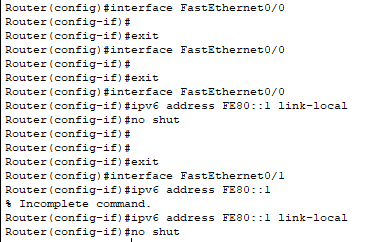 Router(config)#interface FastEthernet0/0
Router(config-if)#
Router(config-if)#exit
Router(config)#interface FastEthernet0/0
Router(config-if)#
Router(config-if)#exit
Router(config)#interface FastEthernet0/0
Router(config-if)#ipv6 address FE80::1 link-local
Router(config-if)#no shut
Router(config-if)#
Router(config-if)#
Router(config-if)#exit
Router(config)#interface FastEthernet0/1
Router(config-if)#ipv6 address FE80::1
% Incomplete command.
Router(config-if)#ipv6 address FE80::1 link-local
Router(config-if)#no shut